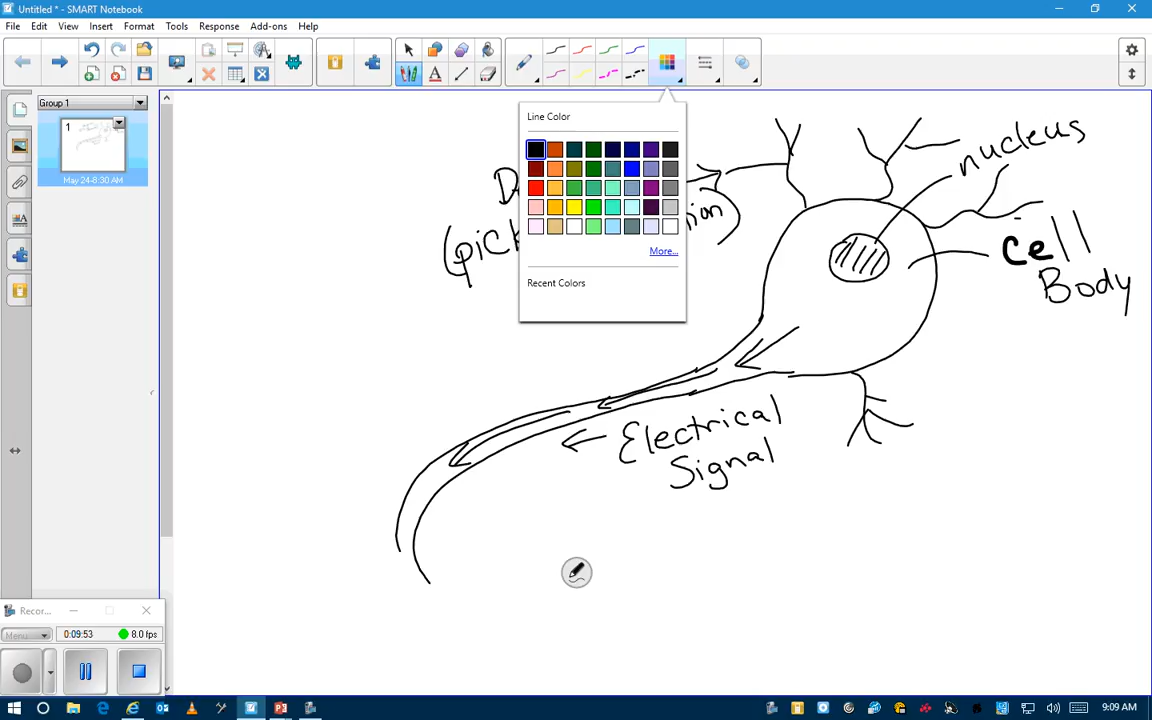 Untitled * - SMART Notebook
File Edit View Insert Format Tools Response Add-ons Help
Group 1
1
May 24-8:30 AM
Line Color
More...
Recent Colors
nucleus
cell
Body
Electrical
Signal
Recor...
Menu
0:09:53 8.0 fps
9:09 AM